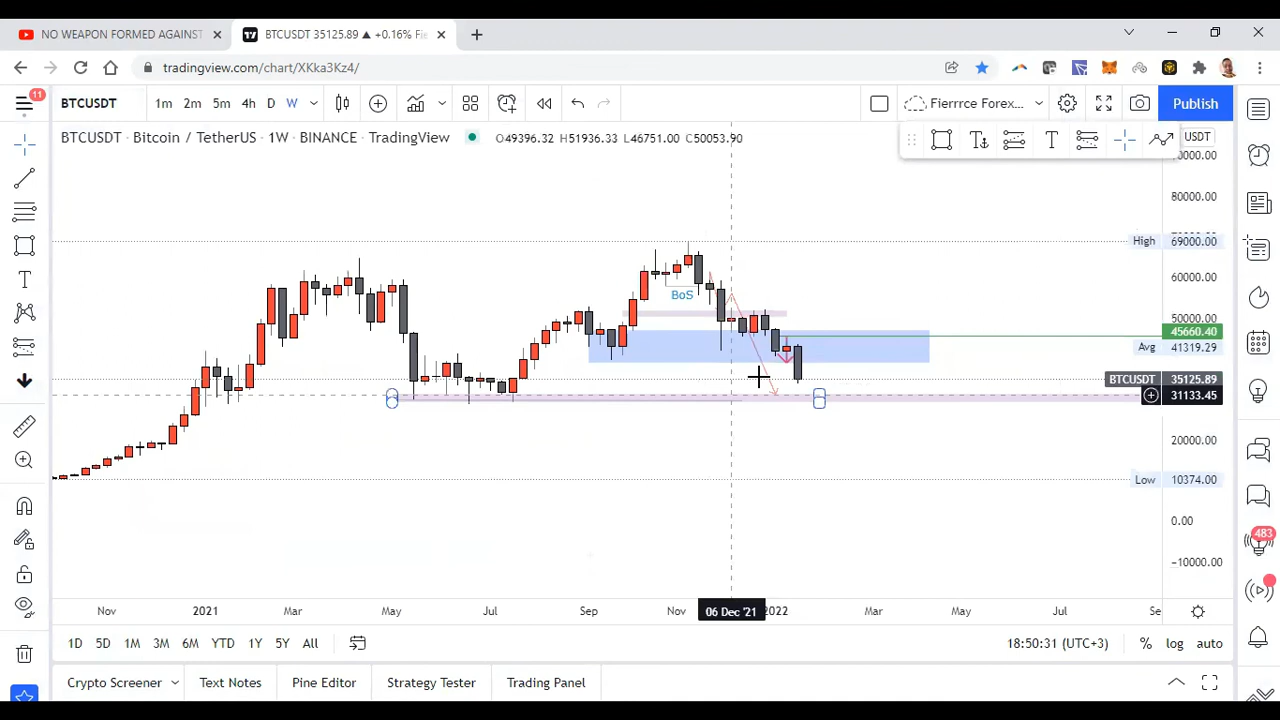 NO WEAPON FORMED AGAINST
BTCUSDT 35125.89 ▲ +0.16% Fie
tradingview.com/chart/XKka3Kz4/
11
BTCUSDT 1m 2m 5m 4h D W Fierrrce Forex... Publish
BTCUSDT · Bitcoin / TetherUS · 1W · BINANCE · TradingView O49396.32 H51936.33 L46751.00 C50053.90
USDT
80000.00
High 69000.00
60000.00
BoS
50000.00
45660.40
Avg 41319.29
BTCUSDT 35125.89
31133.45
20000.00
Low 10374.00
0.00
−10000.00
483
Nov 2021 Mar May Jul Sep Nov 06 Dec '21 2022 Mar May Jul Se
1D 5D 1M 3M 6M YTD 1Y 5Y All 18:50:31 (UTC+3) % log auto
Crypto Screener Text Notes Pine Editor Strategy Tester Trading Panel